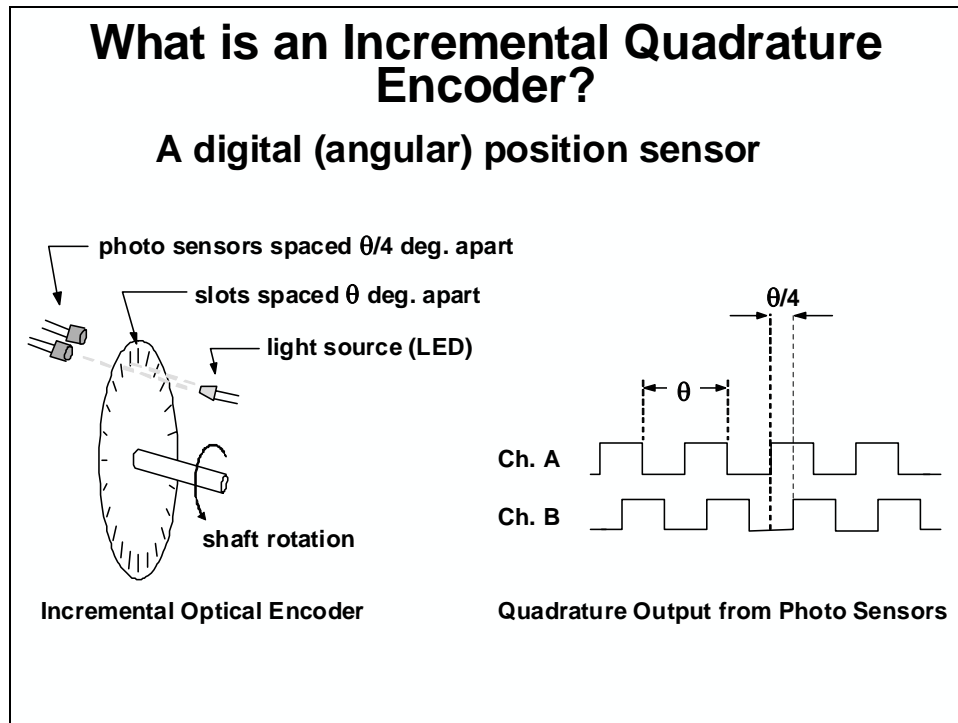 What is an Incremental Quadrature
Encoder?
A digital (angular) position sensor
photo sensors spaced θ/4 deg. apart
slots spaced θ deg. apart
light source (LED)
shaft rotation
Incremental Optical Encoder
θ/4
θ
Ch. A
Ch. B
Quadrature Output from Photo Sensors